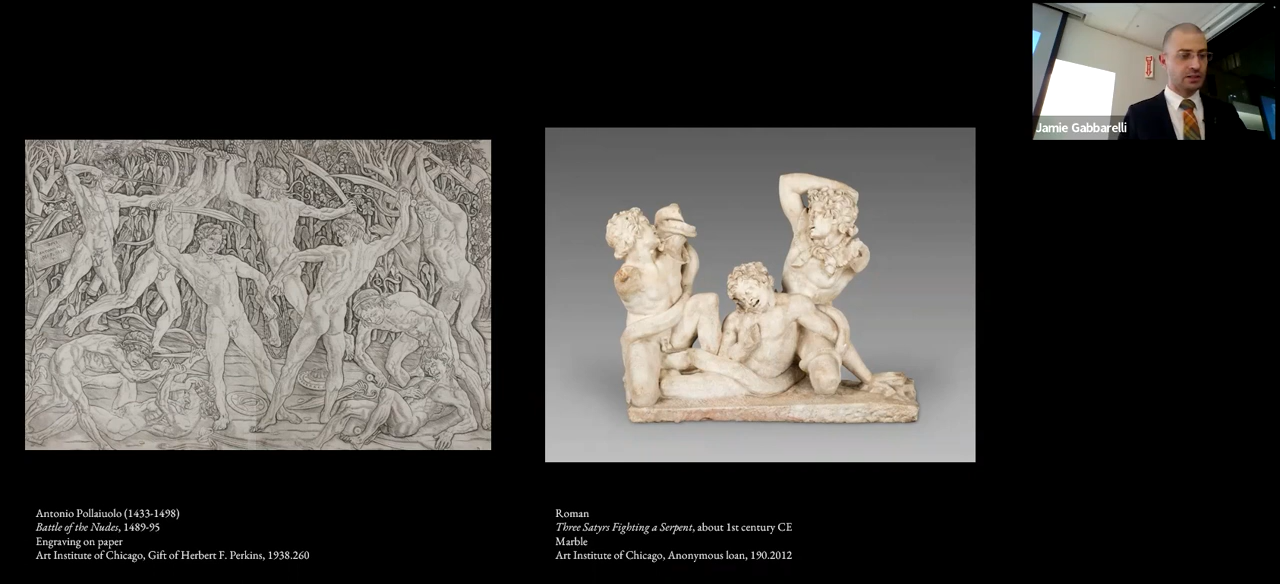 Jamie Gabbarelli
Antonio Pollaiuolo (1433-1498)
Battle of the Nudes, 1489-95
Engraving on paper
Art Institute of Chicago, Gift of Herbert F. Perkins, 1938.260
Roman
Three Satyrs Fighting a Serpent, about 1st century CE
Marble
Art Institute of Chicago, Anonymous loan, 190.2012